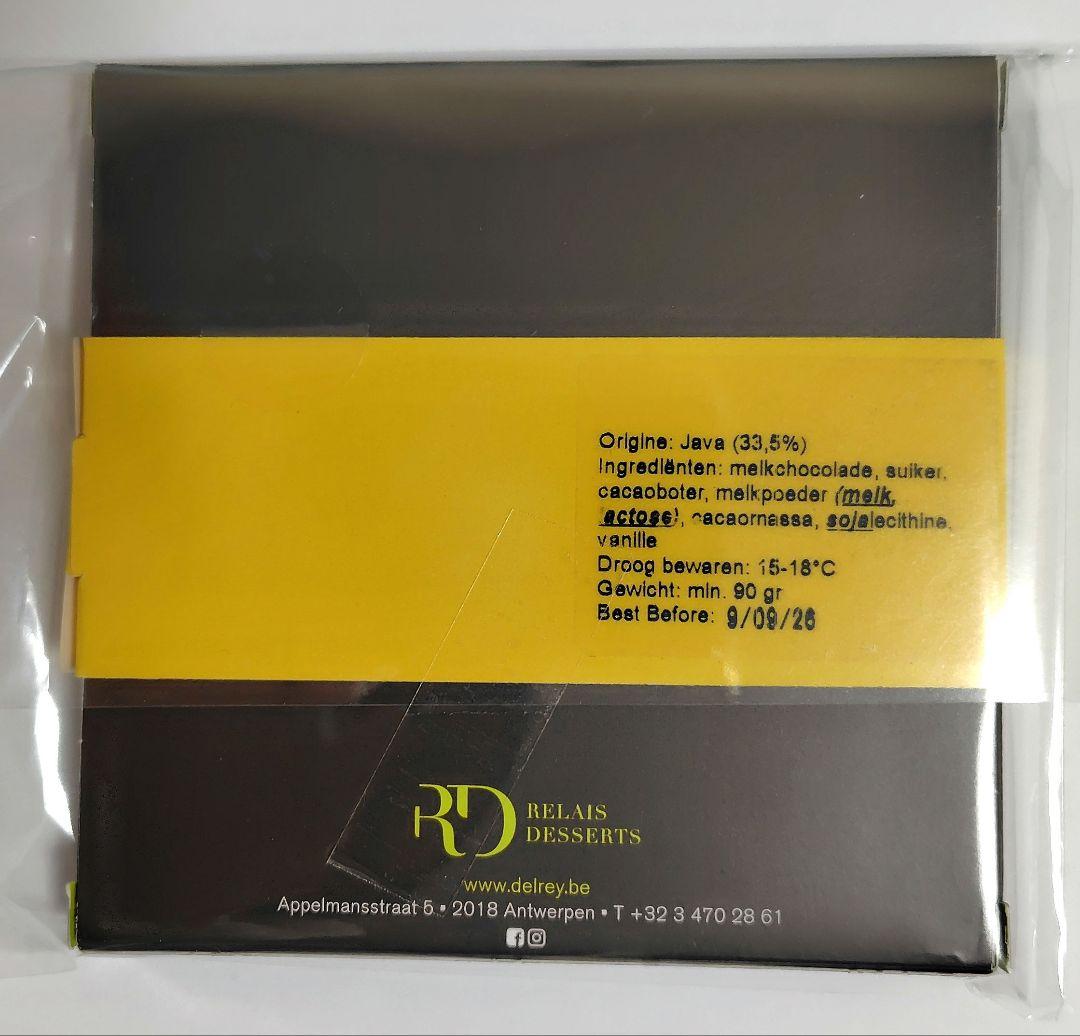 Origine: Java (33,5%)
Ingrediënten: melkchocolade, suiker,
cacaoboter, melkpoeder (melk,
lactose), cacaomassa, sojalecithine,
vanille
Droog bewaren: 15-18°C
Gewicht: min. 90 gr
Best Before: 9/09/26
RD RELAIS
DESSERTS
www.delrey.be
Appelmansstraat 5 • 2018 Antwerpen • T +32 3 470 28 61